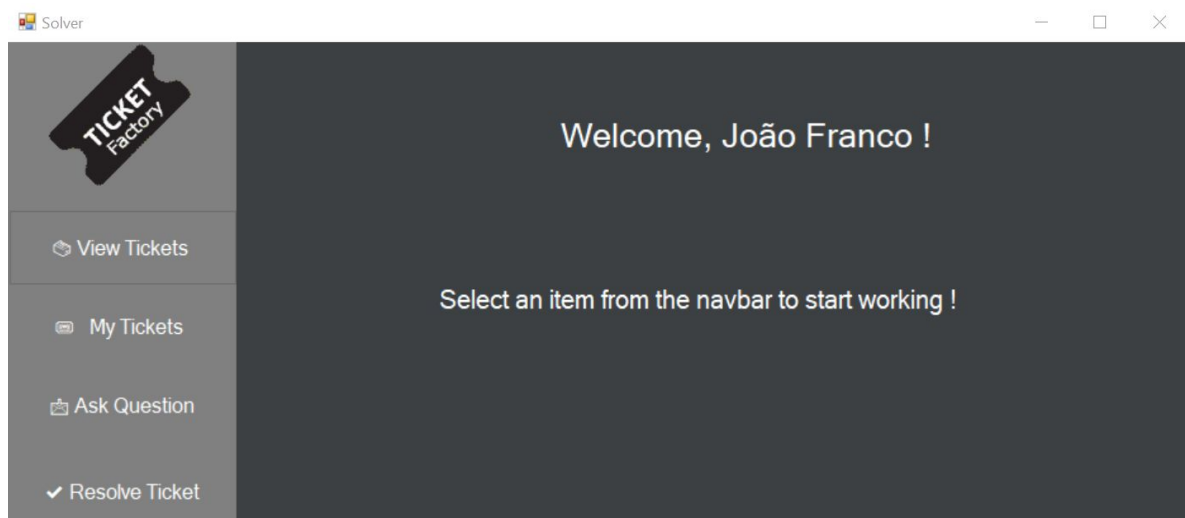 Solver
TICKET
Factory
Welcome, João Franco !
View Tickets
Select an item from the navbar to start working !
My Tickets
Ask Question
Resolve Ticket